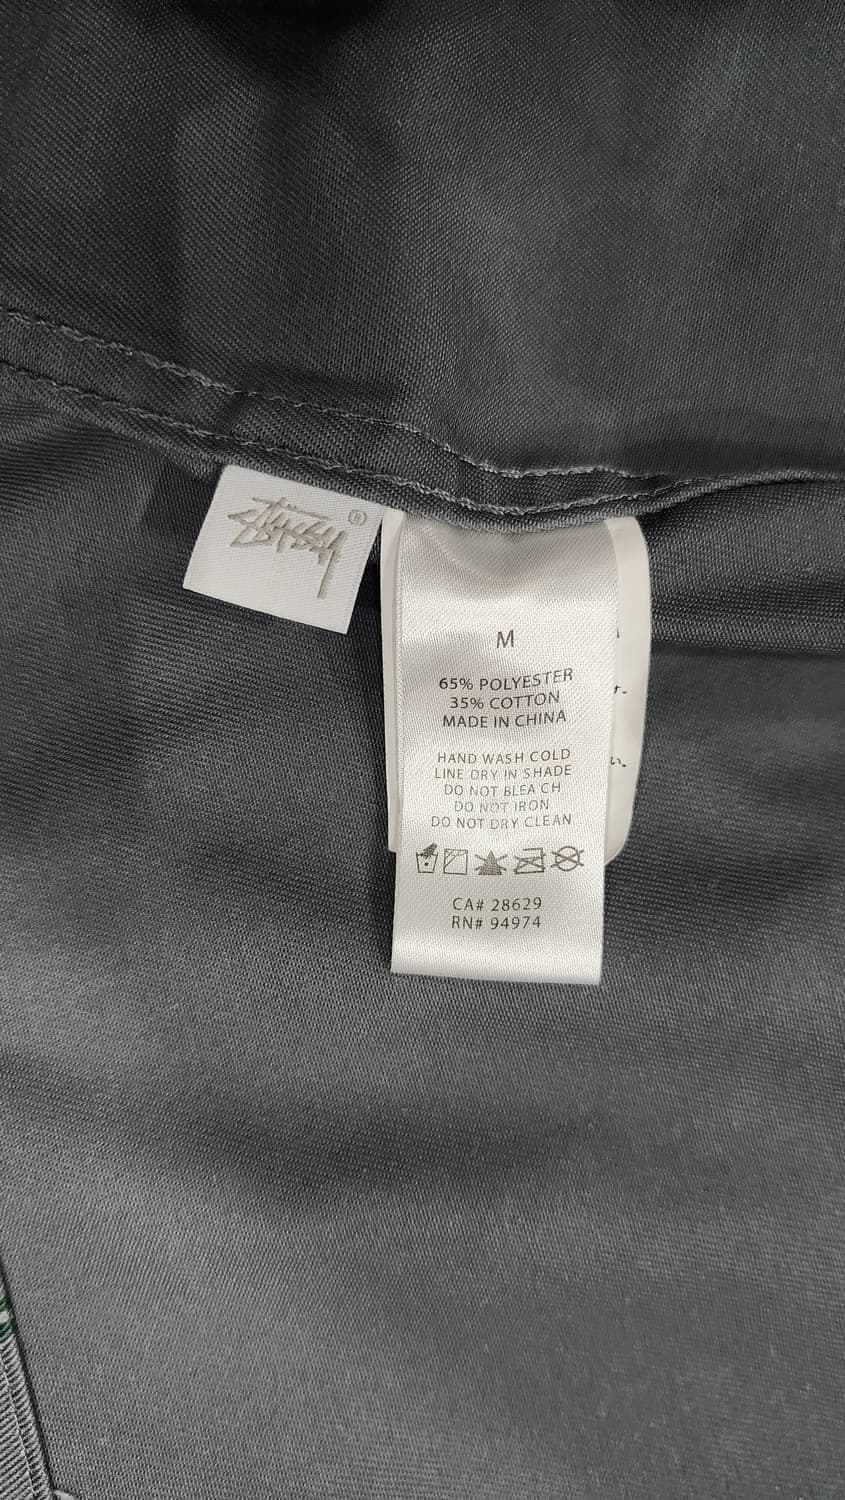 STÜSSY ®
M
65% POLYESTER
35% COTTON
MADE IN CHINA
HAND WASH COLD
LINE DRY IN SHADE
DO NOT BLEA CH
DO NOT IRON
DO NOT DRY CLEAN
CA# 28629
RN# 94974